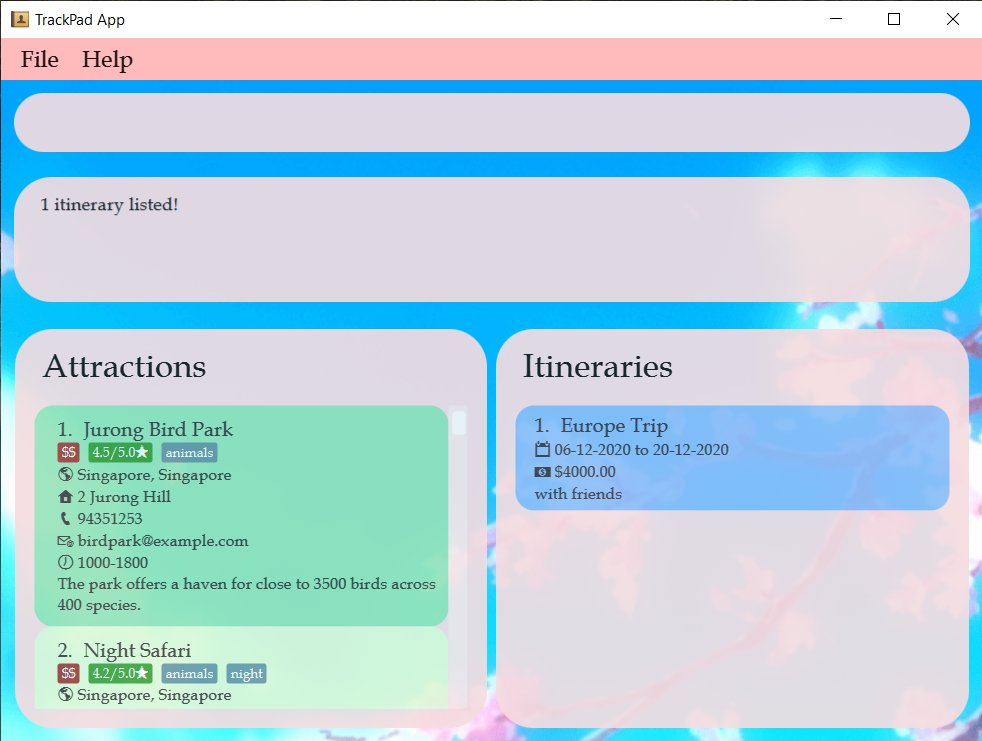 TrackPad App
File Help
1 itinerary listed!
Attractions
1. Jurong Bird Park
$$ 4.5/5.0★ animals
Singapore, Singapore
2 Jurong Hill
94351253
birdpark@example.com
1000-1800
The park offers a haven for close to 3500 birds across
400 species.
2. Night Safari
$$ 4.2/5.0★ animals night
Singapore, Singapore
Itineraries
1. Europe Trip
06-12-2020 to 20-12-2020
$4000.00
with friends